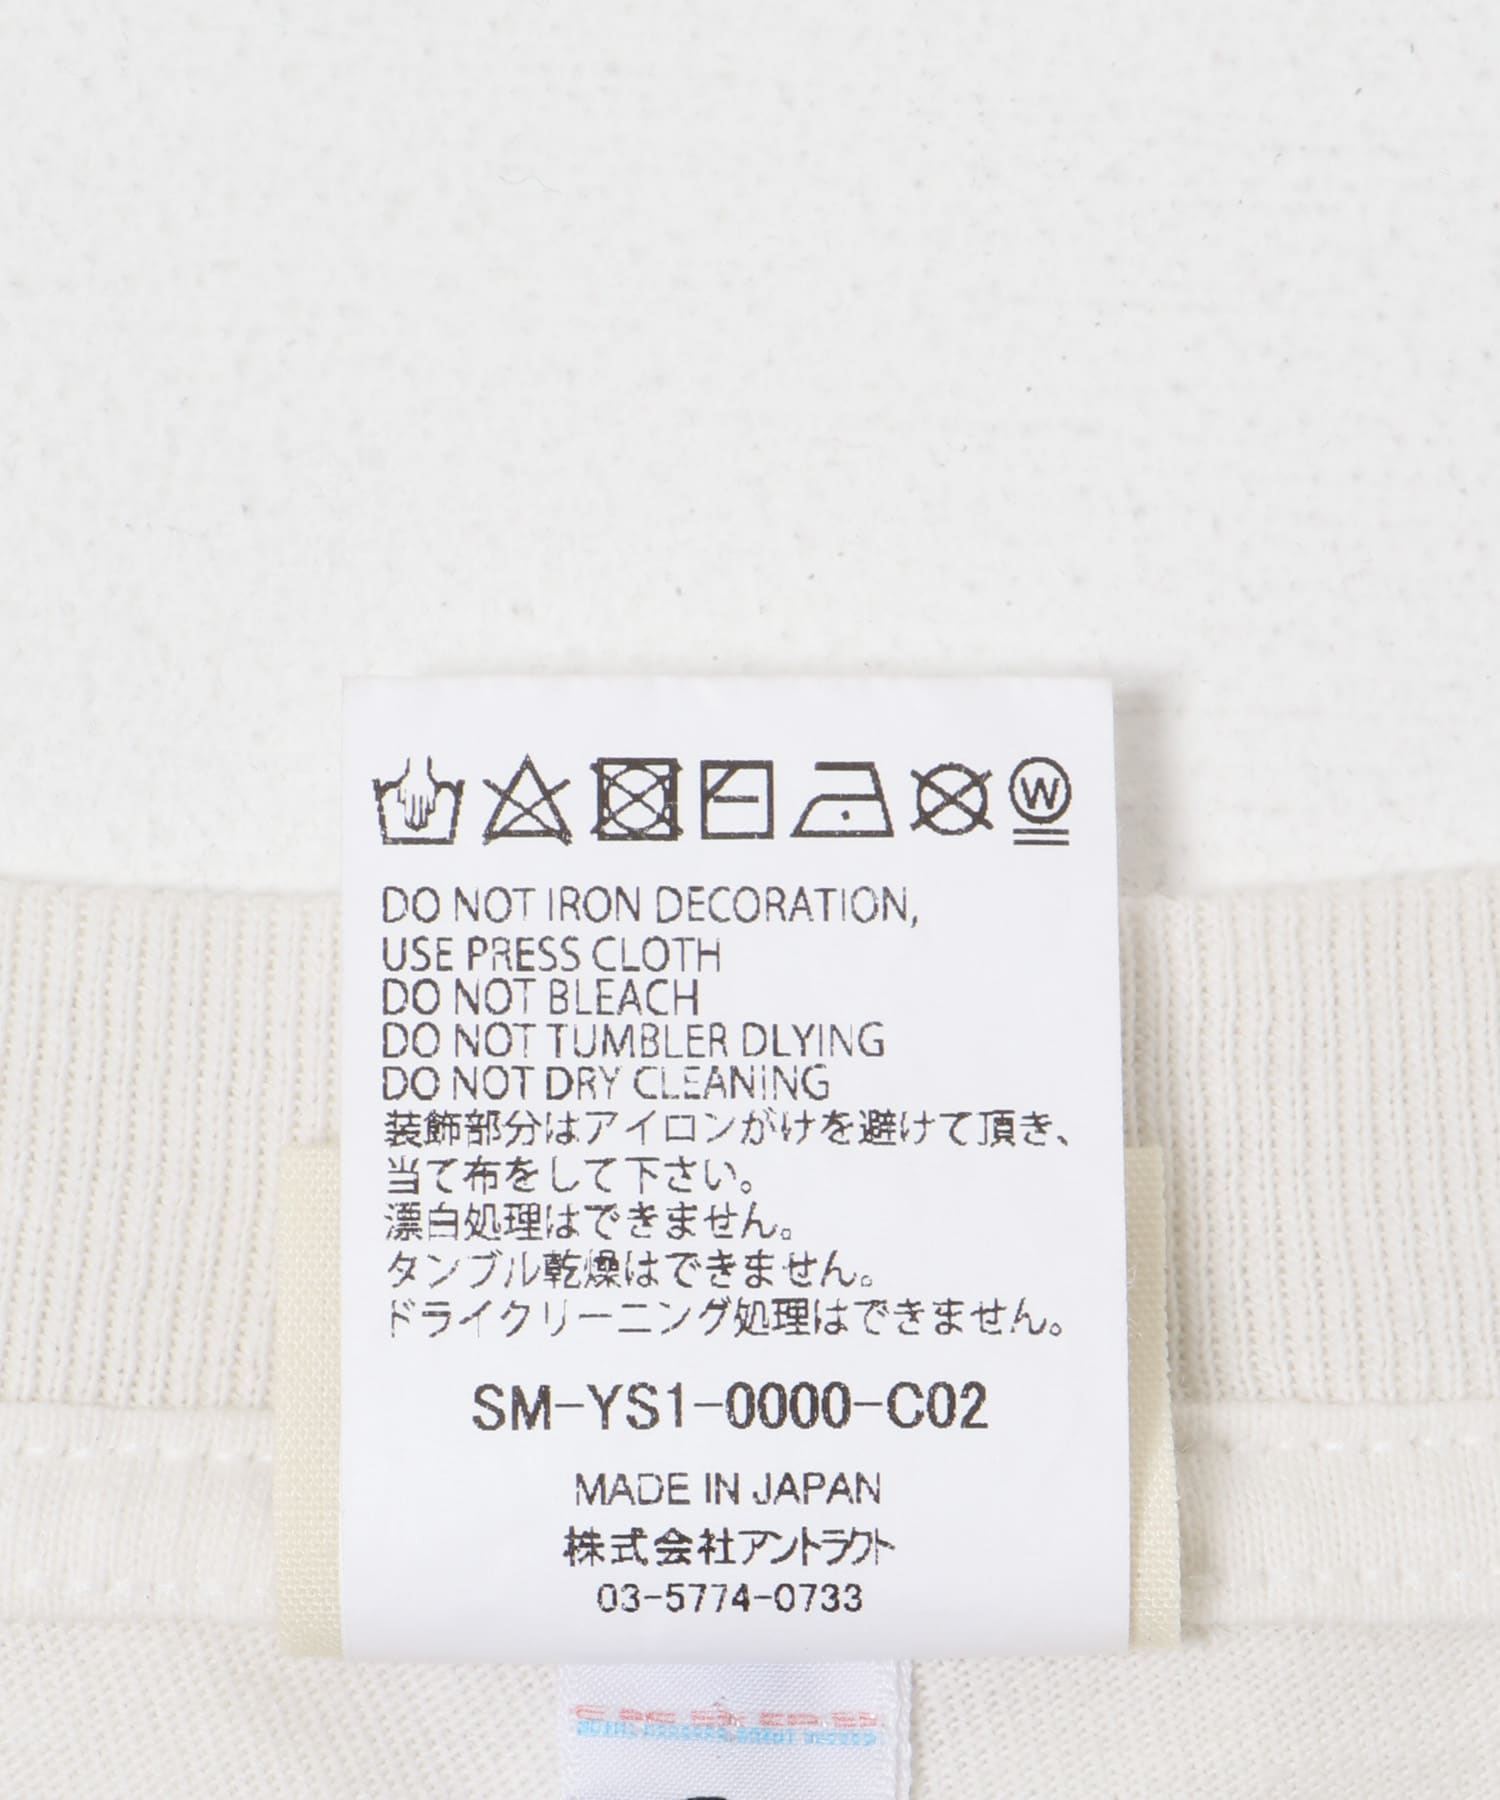 W
DO NOT IRON DECORATION,
USE PRESS CLOTH
DO NOT BLEACH
DO NOT TUMBLER DLYING
DO NOT DRY CLEANING
装飾部分はアイロンがけを避けて頂き、
当て布をして下さい。
漂白処理はできません。
タンブル乾燥はできません。
ドライクリーニング処理はできません。
SM-YS1-0000-C02
MADE IN JAPAN
株式会社アントラクト
03-5774-0733